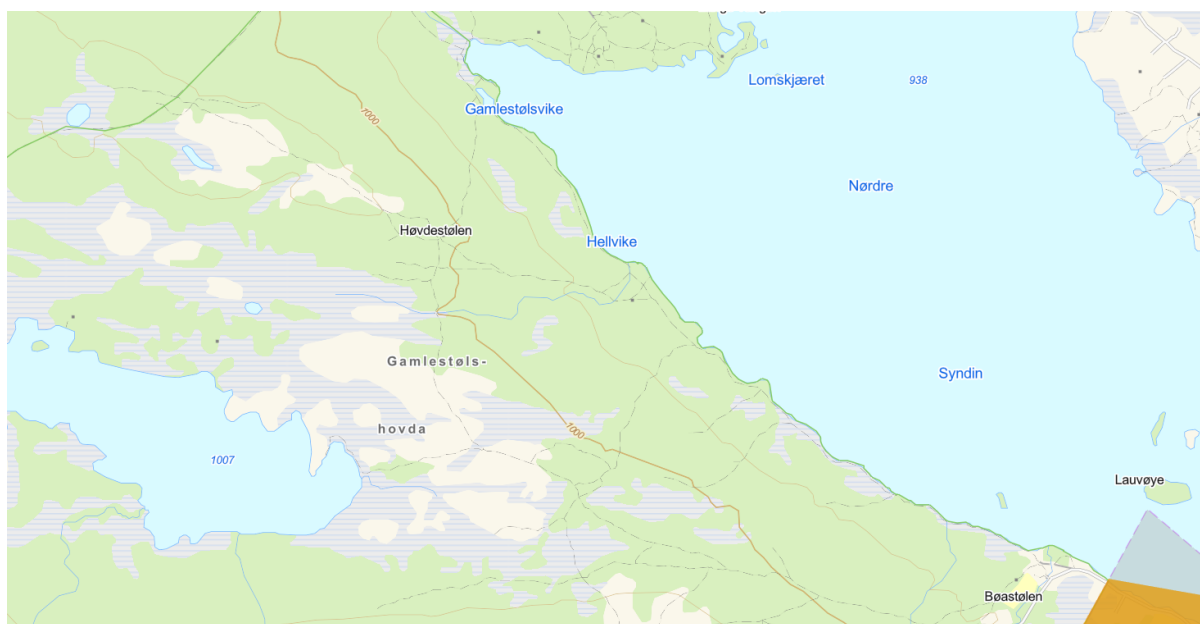 Lomskjæret
938
Gamlestølsvike
1000
Nørdre
Høvdestølen
Hellvike
Gamlestøls-
Syndin
hovda
1000
1007
Lauvøye
Bøastølen